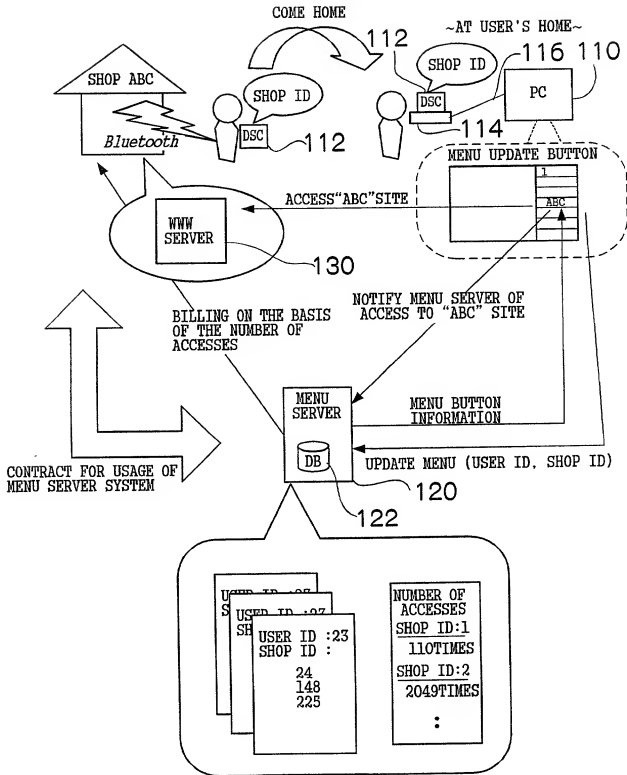 COME HOME
~AT USER'S HOME~
112
SHOP ID
116
110
SHOP ABC
SHOP ID
DSC
PC
DSC
112
114
Bluetooth
MENU UPDATE BUTTON
1
ACCESS"ABC"SITE
ABC
WWW
SERVER
130
NOTIFY MENU SERVER OF
ACCESS TO "ABC" SITE
BILLING ON THE BASIS
OF THE NUMBER OF
ACCESSES
MENU
SERVER
MENU BUTTON
INFORMATION
DB
UPDATE MENU (USER ID, SHOP ID)
CONTRACT FOR USAGE OF
MENU SERVER SYSTEM
120
122
USER ID :23
SHOP ID :
24
148
225
NUMBER OF
ACCESSES
SHOP ID:1
110TIMES
SHOP ID:2
2049TIMES
: